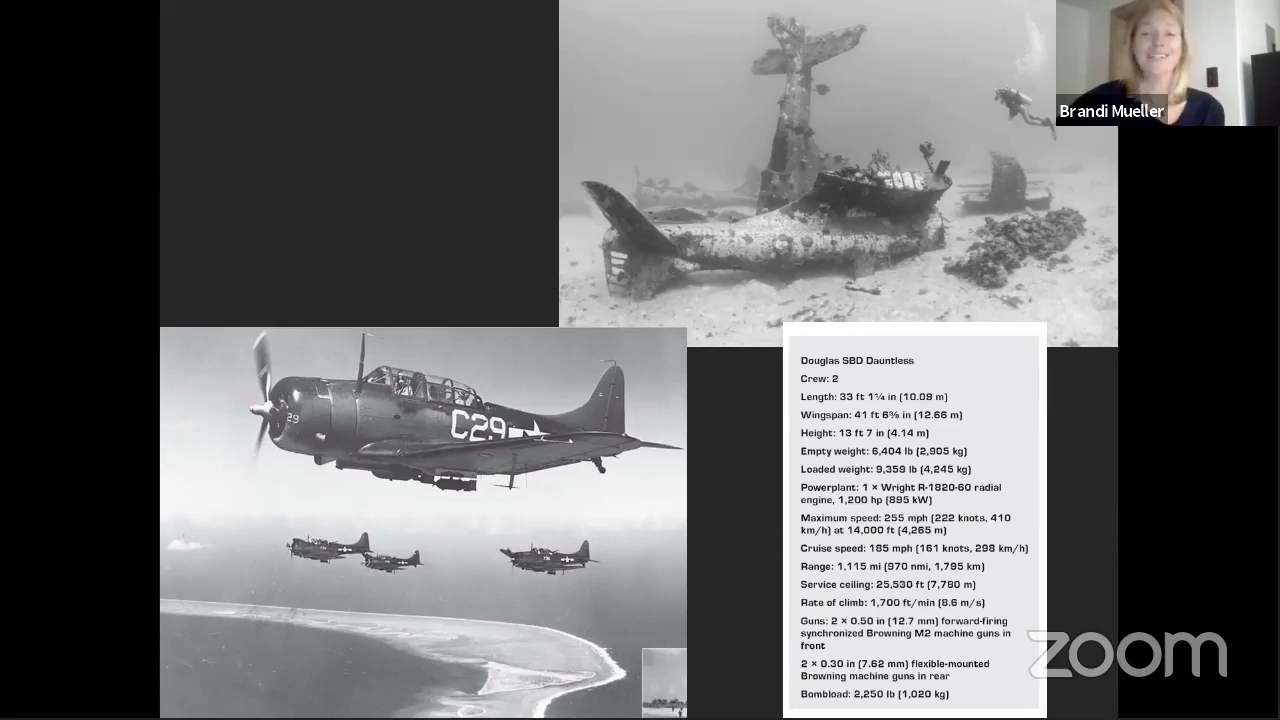 Brandi Mueller
29
C29
Douglas SBD Dauntless
Crew: 2
Length: 33 ft 1¼ in (10.09 m)
Wingspan: 41 ft 6⅜ in (12.66 m)
Height: 13 ft 7 in (4.14 m)
Empty weight: 6,404 lb (2,905 kg)
Loaded weight: 9,359 lb (4,245 kg)
Powerplant: 1 × Wright R-1820-60 radial
engine, 1,200 hp (895 kW)
Maximum speed: 255 mph (222 knots, 410
km/h) at 14,000 ft (4,265 m)
Cruise speed: 185 mph (161 knots, 298 km/h)
Range: 1,115 mi (970 nmi, 1,795 km)
Service ceiling: 25,530 ft (7,780 m)
Rate of climb: 1,700 ft/min (8.6 m/s)
Guns: 2 × 0.50 in (12.7 mm) forward-firing
synchronized Browning M2 machine guns in
front
2 × 0.30 in (7.62 mm) flexible-mounted
Browning machine guns in rear
Bombload: 2,250 lb (1,020 kg)
zoom